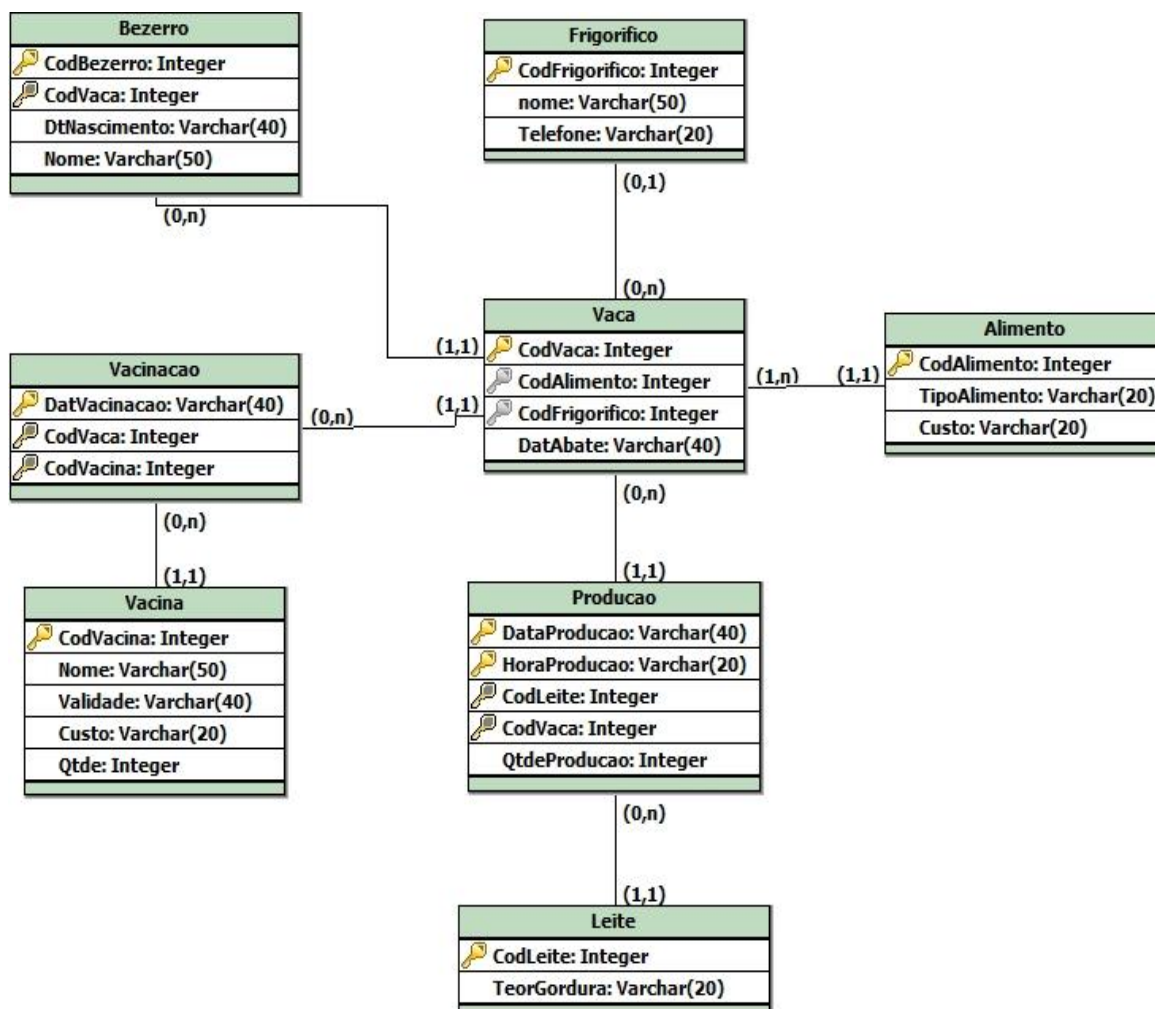 Bezerro
CodBezerro: Integer
CodVaca: Integer
DtNascimento: Varchar(40)
Nome: Varchar(50)
(0,n)
Frigorifico
CodFrigorifico: Integer
nome: Varchar(50)
Telefone: Varchar(20)
(0,1)
(0,n)
Vaca
(1,1)
CodVaca: Integer
CodAlimento: Integer
(1,1)
CodFrigorifico: Integer
DatAbate: Varchar(40)
(1,n)
(1,1)
Alimento
CodAlimento: Integer
TipoAlimento: Varchar(20)
Custo: Varchar(20)
Vacinacao
DatVacinacao: Varchar(40)
CodVaca: Integer
CodVacina: Integer
(0,n)
(0,n)
(1,1)
Vacina
CodVacina: Integer
Nome: Varchar(50)
Validade: Varchar(40)
Custo: Varchar(20)
Qtde: Integer
(0,n)
(1,1)
Producao
DataProducao: Varchar(40)
HoraProducao: Varchar(20)
CodLeite: Integer
CodVaca: Integer
QtdeProducao: Integer
(0,n)
(1,1)
Leite
CodLeite: Integer
TeorGordura: Varchar(20)